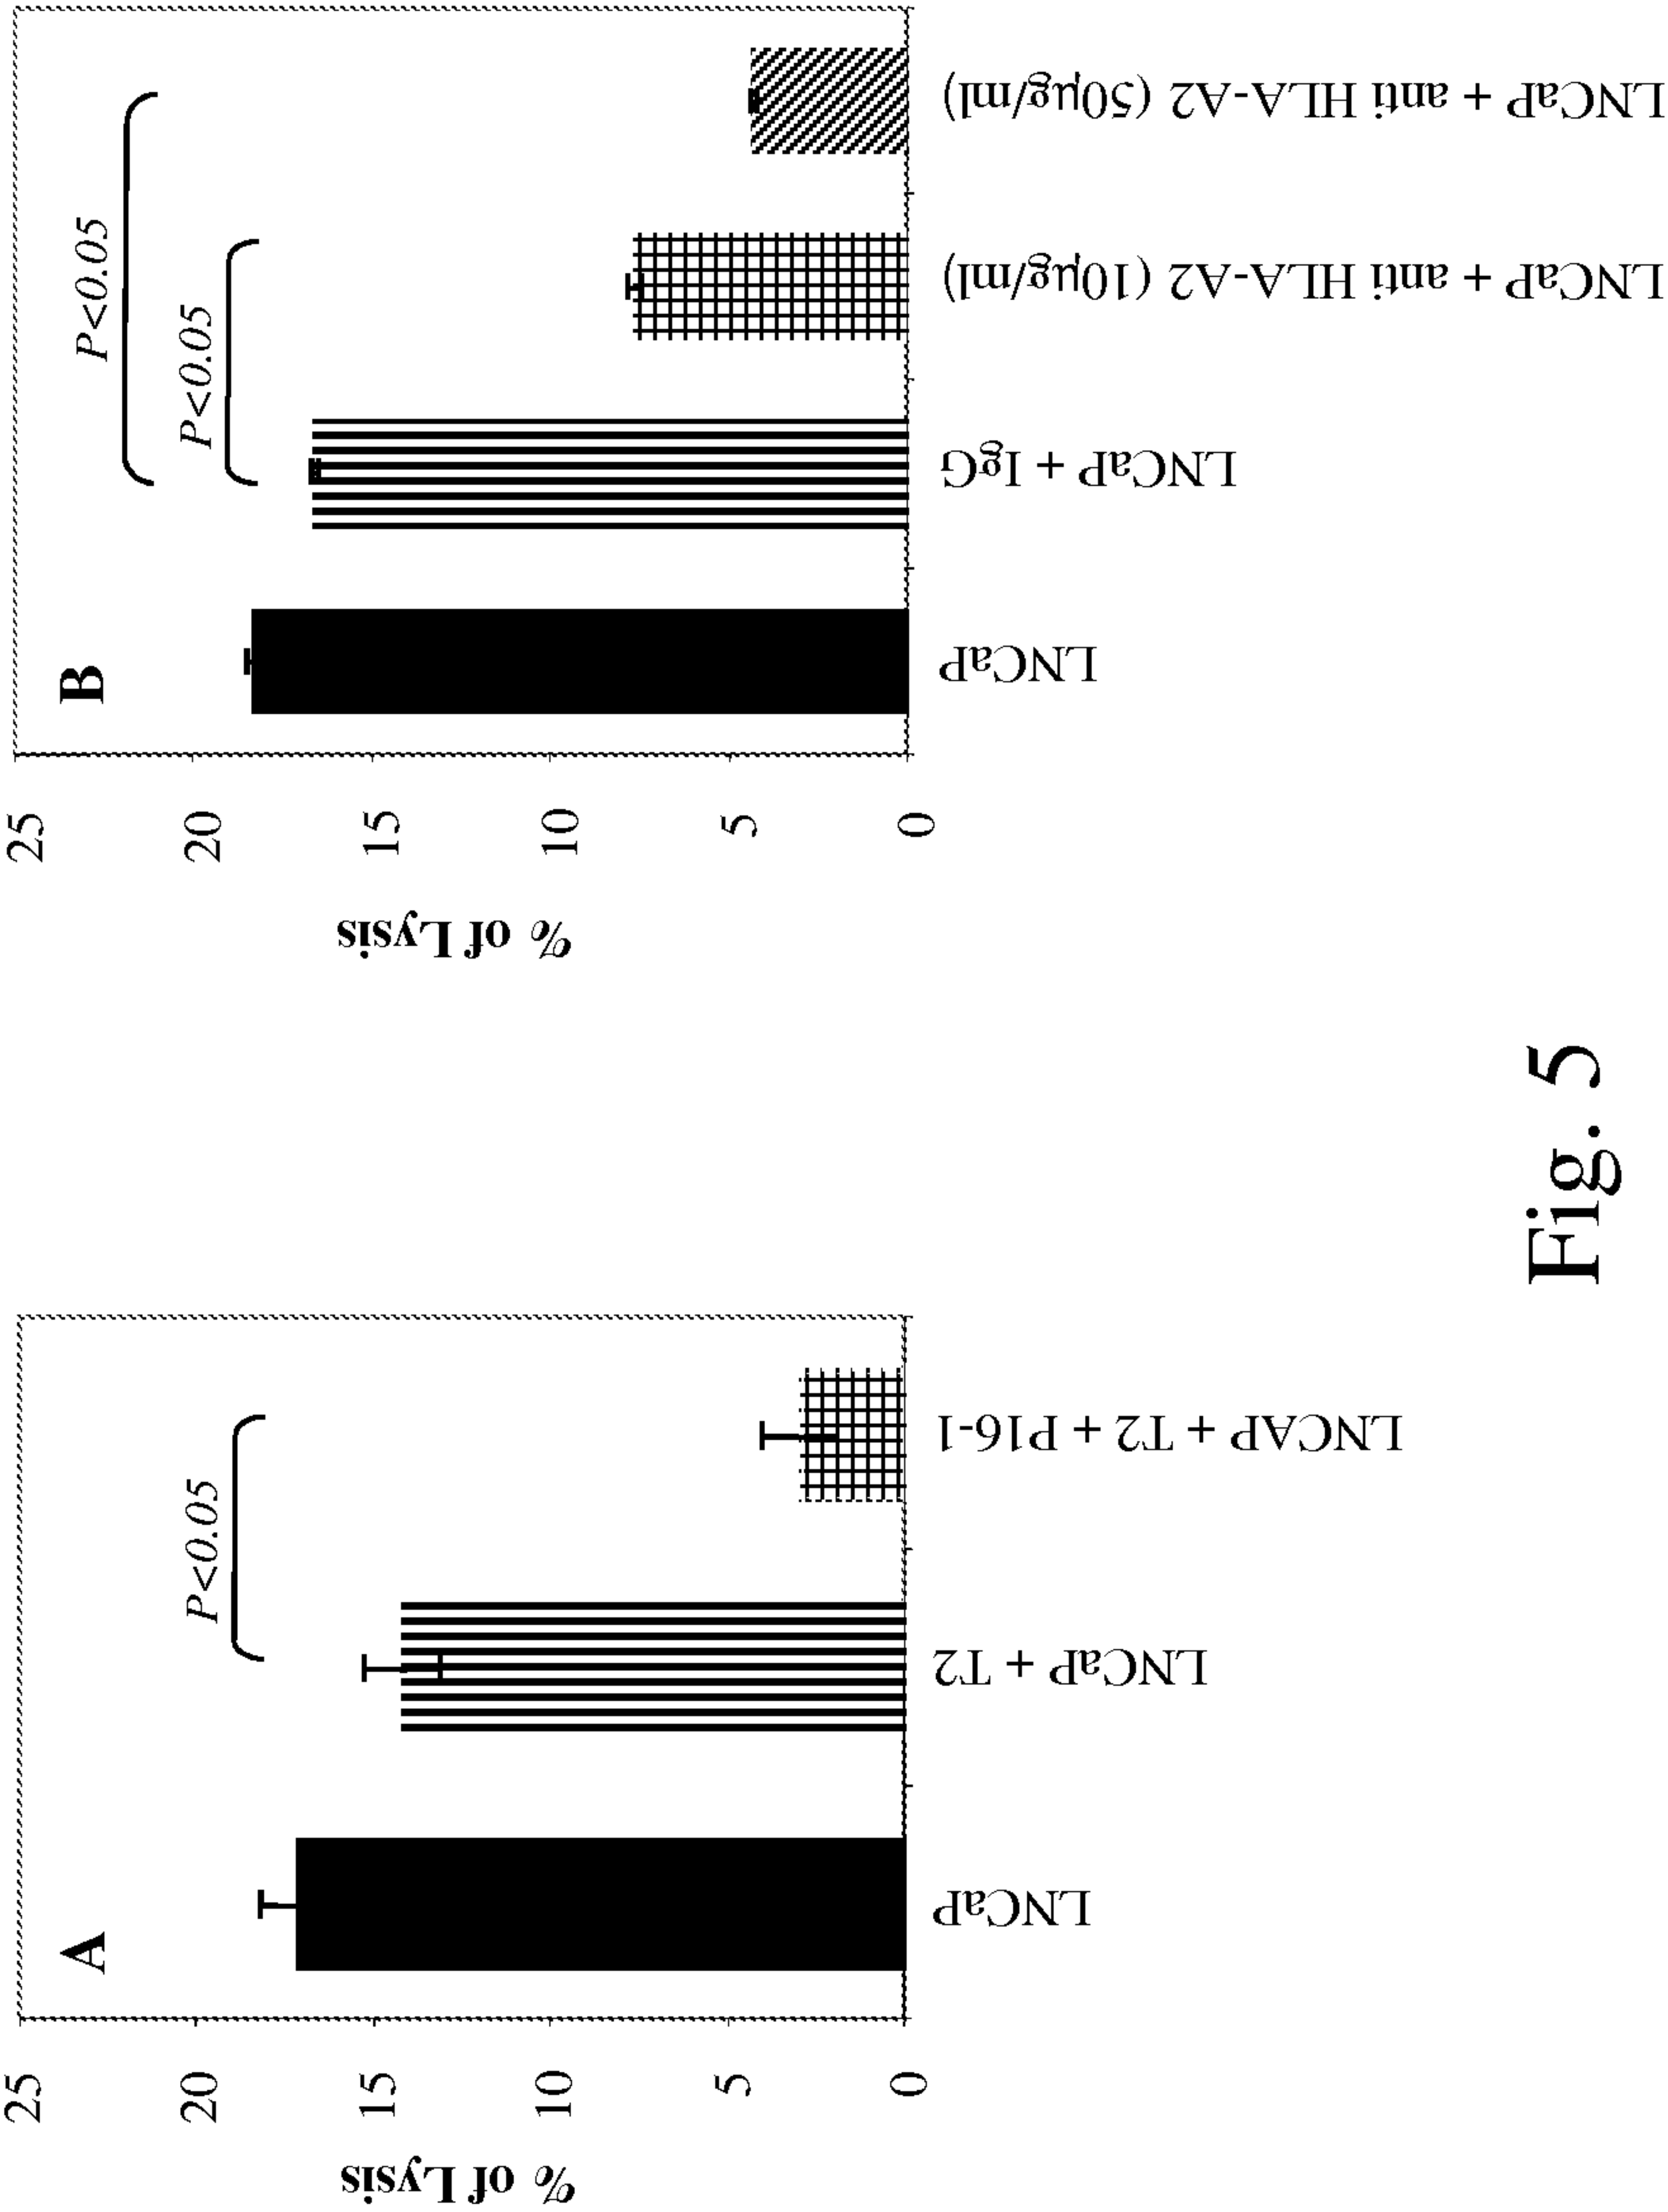 A
% of Lysis
25
20
15
10
5
0
P<0.05
LNCaP
LNCaP + T2
LNCAP + T2 + P16-1
B
% of Lysis
25
20
15
10
5
0
P<0.05
P<0.05
LNCaP
LNCaP + IgG
LNCaP + anti HLA-A2 (10µg/ml)
LNCaP + anti HLA-A2 (50µg/ml)
Fig. 5